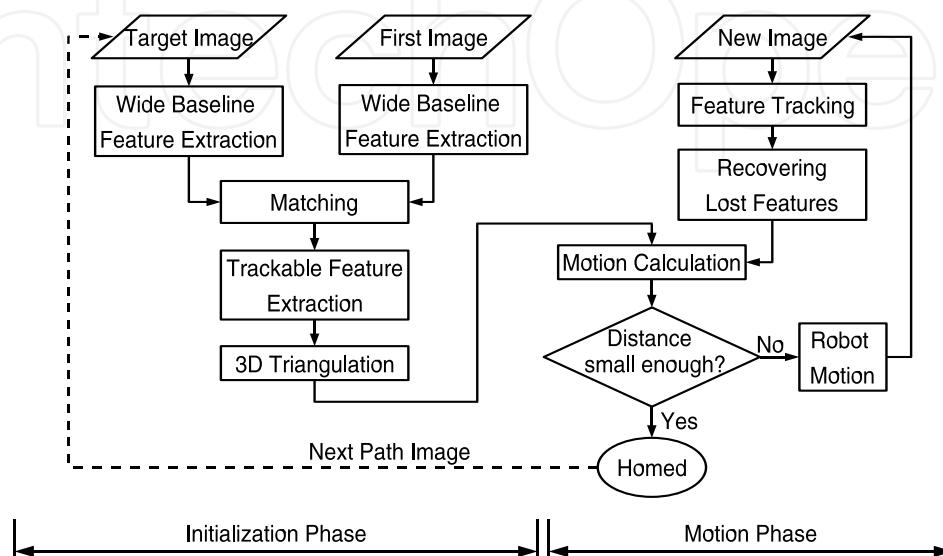 Target Image
First Image
New Image
Wide Baseline
Feature Extraction
Wide Baseline
Feature Extraction
Feature Tracking
Recovering
Lost Features
Matching
Trackable Feature
Extraction
3D Triangulation
Motion Calculation
Distance
small enough?
No
Robot
Motion
Yes
Homed
Next Path Image
Initialization Phase
Motion Phase